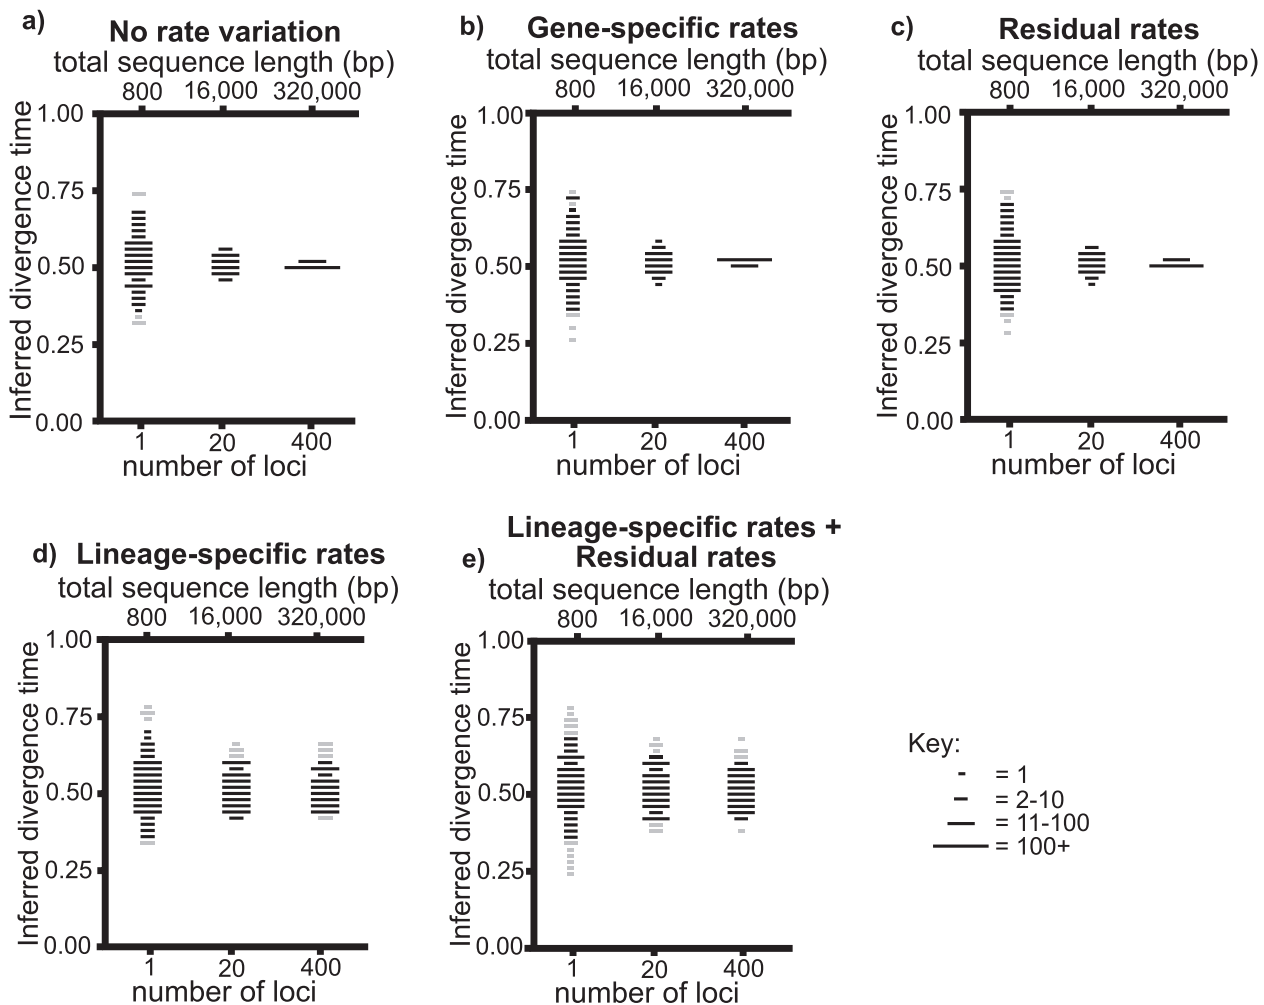 a)
No rate variation
total sequence length (bp)
800 16,000 320,000
Inferred divergence time
1.00
0.75
0.50
0.25
0.00
1 20 400
number of loci
b)
Gene-specific rates
total sequence length (bp)
800 16,000 320,000
Inferred divergence time
1.00
0.75
0.50
0.25
0.00
1 20 400
number of loci
c)
Residual rates
total sequence length (bp)
800 16,000 320,000
Inferred divergence time
1.00
0.75
0.50
0.25
0.00
1 20 400
number of loci
d)
Lineage-specific rates
total sequence length (bp)
800 16,000 320,000
Inferred divergence time
1.00
0.75
0.50
0.25
0.00
1 20 400
number of loci
e)
Lineage-specific rates +
Residual rates
total sequence length (bp)
800 16,000 320,000
Inferred divergence time
1.00
0.75
0.50
0.25
0.00
1 20 400
number of loci
Key:
= 1
= 2-10
= 11-100
= 100+